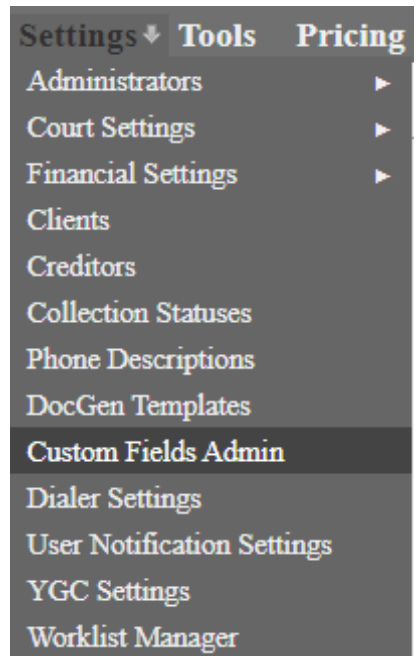 Settings Tools Pricing
Administrators
Court Settings
Financial Settings
Clients
Creditors
Collection Statuses
Phone Descriptions
DocGen Templates
Custom Fields Admin
Dialer Settings
User Notification Settings
YGC Settings
Worklist Manager